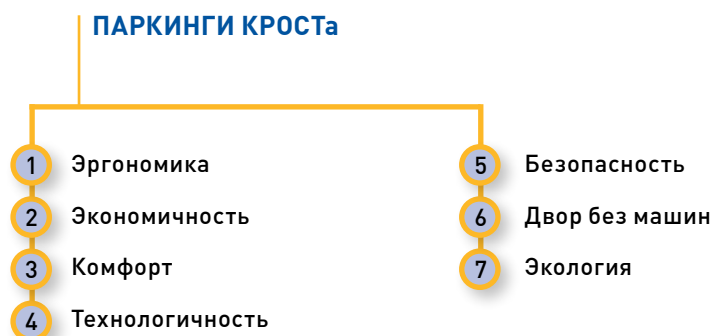 ПАРКИНГИ КРОСТа
1 Эргономика
2 Экономичность
3 Комфорт
4 Технологичность
5 Безопасность
6 Двор без машин
7 Экология